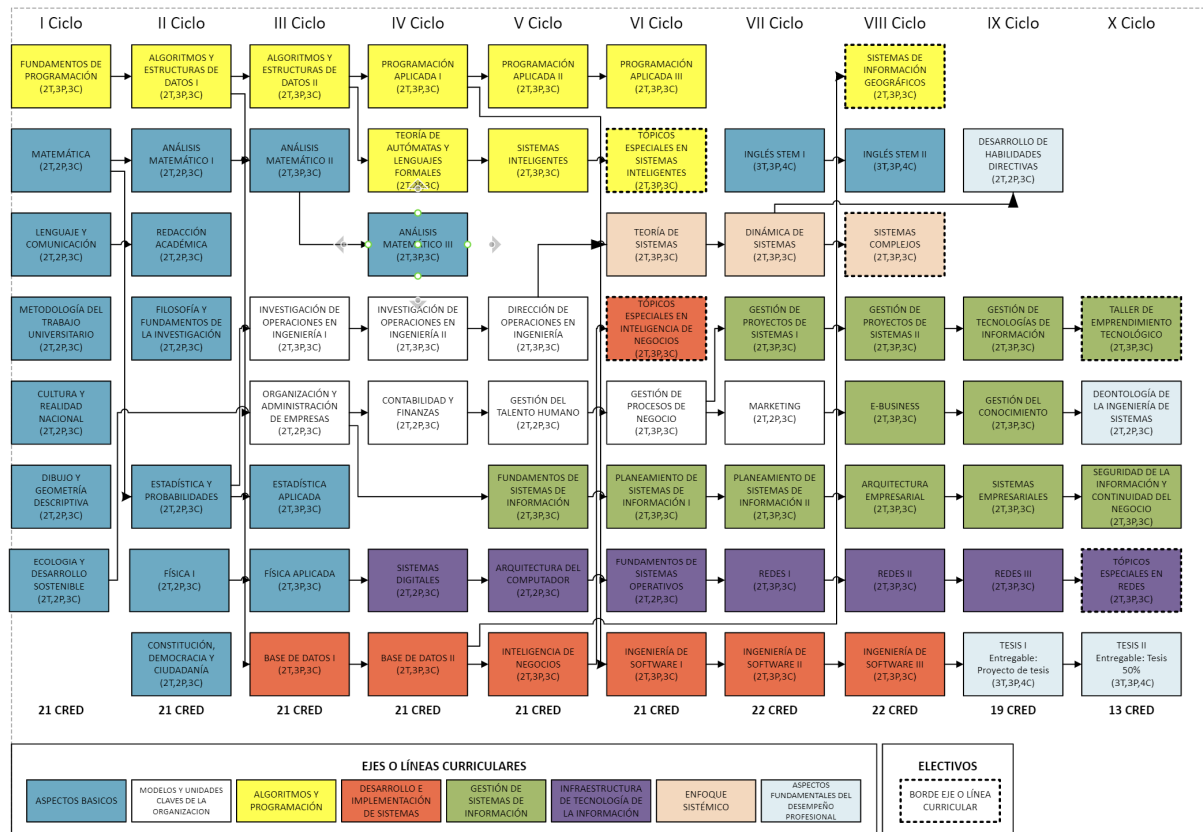 I Ciclo
II Ciclo
III Ciclo
IV Ciclo
V Ciclo
VI Ciclo
VII Ciclo
VIII Ciclo
IX Ciclo
X Ciclo
FUNDAMENTOS DE
PROGRAMACIÓN
(2T,3P,3C)
ALGORITMOS Y
ESTRUCTURAS DE
DATOS I
(2T,3P,3C)
ALGORITMOS Y
ESTRUCTURAS DE
DATOS II
(2T,3P,3C)
PROGRAMACIÓN
APLICADA I
(2T,3P,3C)
PROGRAMACIÓN
APLICADA II
(2T,3P,3C)
PROGRAMACIÓN
APLICADA III
(2T,3P,3C)
SISTEMAS DE
INFORMACIÓN
GEOGRÁFICOS
(2T,3P,3C)
MATEMÁTICA
(2T,2P,3C)
ANÁLISIS
MATEMÁTICO I
(2T,2P,3C)
ANÁLISIS
MATEMÁTICO II
(2T,3P,3C)
TEORÍA DE
AUTÓMATAS Y
LENGUAJES
FORMALES
(2T,3P,3C)
SISTEMAS
INTELIGENTES
(2T,3P,3C)
TÓPICOS
ESPECIALES EN
SISTEMAS
INTELIGENTES
(2T,3P,3C)
INGLÉS STEM I
(3T,3P,4C)
INGLÉS STEM II
(3T,3P,4C)
DESARROLLO DE
HABILIDADES
DIRECTIVAS
(2T,2P,3C)
LENGUAJE Y
COMUNICACIÓN
(2T,2P,3C)
REDACCIÓN
ACADÉMICA
(2T,2P,3C)
ANÁLISIS
MATEMÁTICO III
(2T,3P,3C)
TEORÍA DE
SISTEMAS
(2T,3P,3C)
DINÁMICA DE
SISTEMAS
(2T,3P,3C)
SISTEMAS
COMPLEJOS
(2T,3P,3C)
METODOLOGÍA DEL
TRABAJO
UNIVERSITARIO
(2T,2P,3C)
FILOSOFÍA Y
FUNDAMENTOS DE
LA INVESTIGACIÓN
(2T,2P,3C)
INVESTIGACIÓN DE
OPERACIONES EN
INGENIERÍA I
(2T,3P,3C)
INVESTIGACIÓN DE
OPERACIONES EN
INGENIERÍA II
(2T,3P,3C)
DIRECCIÓN DE
OPERACIONES EN
INGENIERÍA
(2T,3P,3C)
TÓPICOS
ESPECIALES EN
INTELIGENCIA DE
NEGOCIOS
(2T,3P,3C)
GESTIÓN DE
PROYECTOS DE
SISTEMAS I
(2T,3P,3C)
GESTIÓN DE
PROYECTOS DE
SISTEMAS II
(2T,3P,3C)
GESTIÓN DE
TECNOLOGÍAS DE
INFORMACIÓN
(2T,3P,3C)
TALLER DE
EMPRENDIMIENTO
TECNOLÓGICO
(2T,3P,3C)
CULTURA Y
REALIDAD
NACIONAL
(2T,2P,3C)
ORGANIZACIÓN Y
ADMINISTRACIÓN
DE EMPRESAS
(2T,2P,3C)
CONTABILIDAD Y
FINANZAS
(2T,2P,3C)
GESTIÓN DEL
TALENTO HUMANO
(2T,2P,3C)
GESTIÓN DE
PROCESOS DE
NEGOCIO
(2T,3P,3C)
MARKETING
(2T,2P,3C)
E-BUSINESS
(2T,3P,3C)
GESTIÓN DEL
CONOCIMIENTO
(2T,3P,3C)
DEONTOLOGÍA DE
LA INGENIERÍA DE
SISTEMAS
(2T,2P,3C)
DIBUJO Y
GEOMETRÍA
DESCRIPTIVA
(2T,2P,3C)
ESTADÍSTICA Y
PROBABILIDADES
(2T,2P,3C)
ESTADÍSTICA
APLICADA
(2T,3P,3C)
FUNDAMENTOS DE
SISTEMAS DE
INFORMACIÓN
(2T,3P,3C)
PLANEAMIENTO DE
SISTEMAS DE
INFORMACIÓN I
(2T,3P,3C)
PLANEAMIENTO DE
SISTEMAS DE
INFORMACIÓN II
(2T,3P,3C)
ARQUITECTURA
EMPRESARIAL
(2T,3P,3C)
SISTEMAS
EMPRESARIALES
(2T,3P,3C)
SEGURIDAD DE LA
INFORMACIÓN Y
CONTINUIDAD DEL
NEGOCIO
(2T,3P,3C)
ECOLOGIA Y
DESARROLLO
SOSTENIBLE
(2T,2P,3C)
FÍSICA I
(2T,2P,3C)
FÍSICA APLICADA
(2T,3P,3C)
SISTEMAS
DIGITALES
(2T,2P,3C)
ARQUITECTURA DEL
COMPUTADOR
(2T,2P,3C)
FUNDAMENTOS DE
SISTEMAS
OPERATIVOS
(2T,2P,3C)
REDES I
(2T,3P,3C)
REDES II
(2T,3P,3C)
REDES III
(2T,3P,3C)
TÓPICOS
ESPECIALES EN
REDES
(2T,3P,3C)
CONSTITUCIÓN,
DEMOCRACIA Y
CIUDADANÍA
(2T,2P,3C)
BASE DE DATOS I
(2T,3P,3C)
BASE DE DATOS II
(2T,3P,3C)
INTELIGENCIA DE
NEGOCIOS
(2T,3P,3C)
INGENIERÍA DE
SOFTWARE I
(2T,3P,3C)
INGENIERÍA DE
SOFTWARE II
(2T,3P,3C)
INGENIERÍA DE
SOFTWARE III
(2T,3P,3C)
TESIS I
Entregable:
Proyecto de tesis
(3T,3P,4C)
TESIS II
Entregable: Tesis
50%
(3T,3P,4C)
21 CRED
21 CRED
21 CRED
21 CRED
21 CRED
21 CRED
22 CRED
22 CRED
19 CRED
13 CRED
EJES O LÍNEAS CURRICULARES
ASPECTOS BASICOS
MODELOS Y UNIDADES
CLAVES DE LA
ORGANIZACION
ALGORITMOS Y
PROGRAMACIÓN
DESARROLLO E
IMPLEMENTACIÓN
DE SISTEMAS
GESTIÓN DE
SISTEMAS DE
INFORMACIÓN
INFRAESTRUCTURA
DE TECNOLOGÍA DE
LA INFORMACIÓN
ENFOQUE
SISTÉMICO
ASPECTOS
FUNDAMENTALES DEL
DESEMPEÑO
PROFESIONAL
ELECTIVOS
BORDE EJE O LÍNEA
CURRICULAR